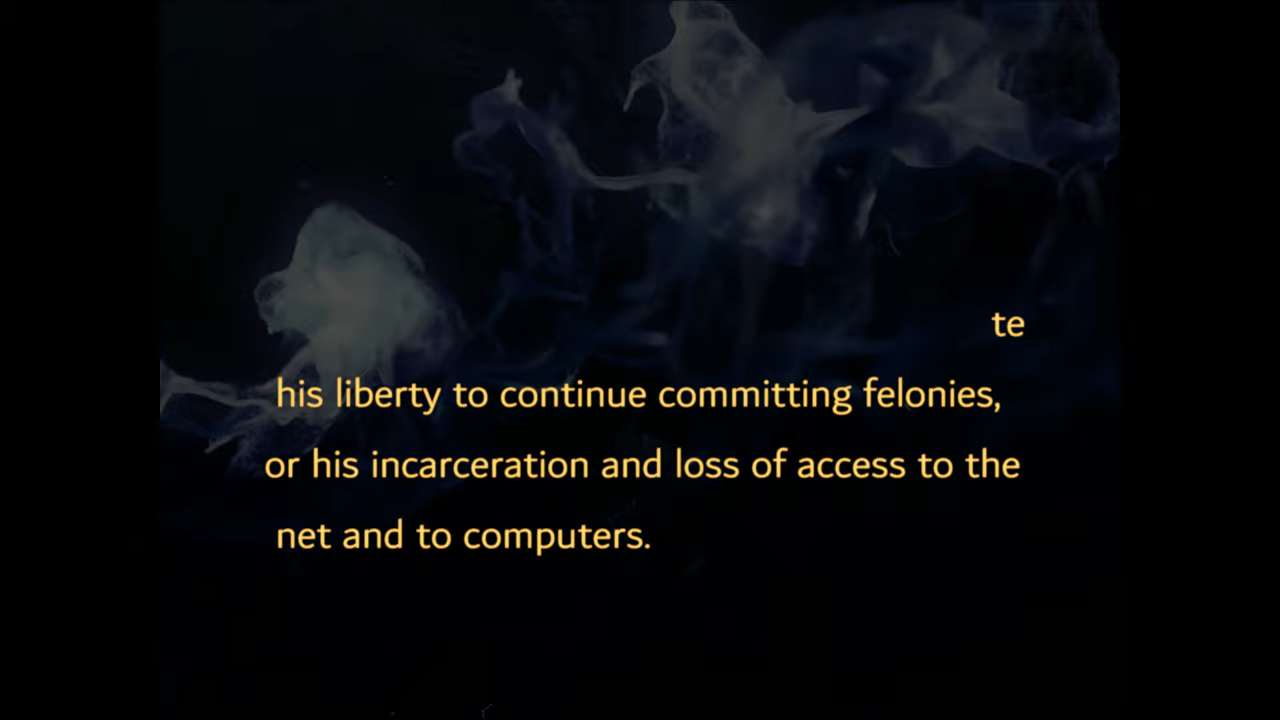 te
his liberty to continue committing felonies,
or his incarceration and loss of access to the
net and to computers.